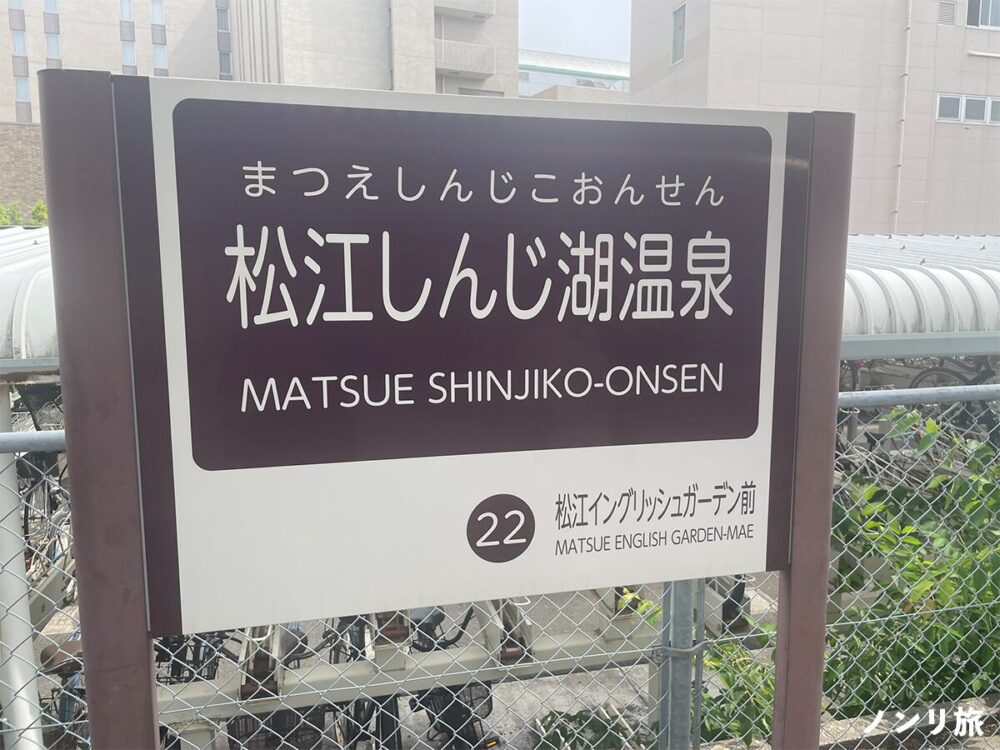 まつえしんじこおんせん
松江しんじ湖温泉
MATSUE SHINJIKO-ONSEN
22
松江イングリッシュガーデン前
MATSUE ENGLISH GARDEN-MAE
ノンリ旅